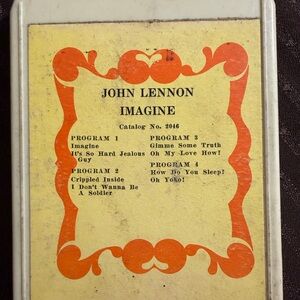 JOHN LENNON
IMAGINE
Catalog No. 2046
PROGRAM 1
Imagine
It's So Hard Jealous
Guy
PROGRAM 2
Crippled Inside
I Don't Wanna Be
A Soldier
PROGRAM 3
Gimme Some Truth
Oh My Love How!
PROGRAM 4
How Do You Sleep!
Oh Yoko!